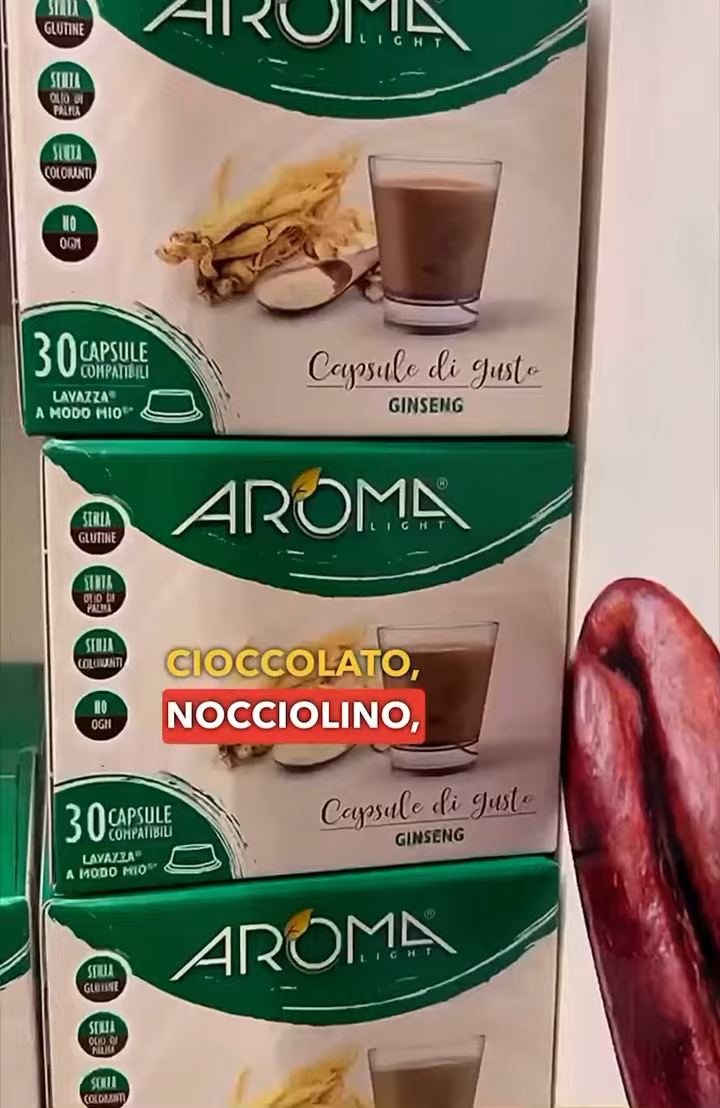 AROMA
LIGHT
SENZA
GLUTINE
SENZA
OLIO DI
PALMA
SENZA
COLORANTI
NO
OGM
30 CAPSULE
COMPATIBILI
LAVAZZA®
A MODO MIO®*
Capsule di gusto
GINSENG
AROMA®
LIGHT
SENZA
GLUTINE
SENZA
OLIO DI
PALMA
SENZA
COLORANTI
NO
OGM
CIOCCOLATO,
NOCCIOLINO,
30 CAPSULE
COMPATIBILI
LAVAZZA®
A MODO MIO®*
Capsule di gusto
GINSENG
AROMA®
LIGHT
SENZA
GLUTINE
SENZA
OLIO DI
PALMA
SENZA
COLORANTI